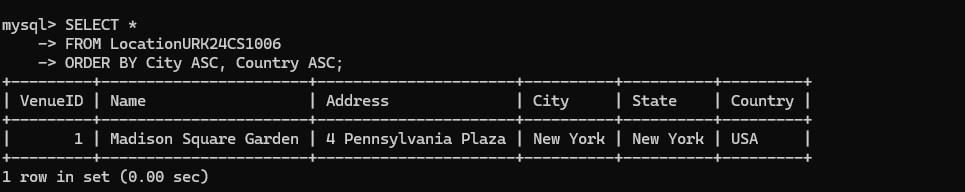 mysql> SELECT *
    -> FROM LocationURK24CS1006
    -> ORDER BY City ASC, Country ASC;
+---------+-----------------------+----------------------+----------+----------+---------+
| VenueID | Name                  | Address              | City     | State    | Country |
+---------+-----------------------+----------------------+----------+----------+---------+
|       1 | Madison Square Garden | 4 Pennsylvania Plaza | New York | New York | USA     |
+---------+-----------------------+----------------------+----------+----------+---------+
1 row in set (0.00 sec)